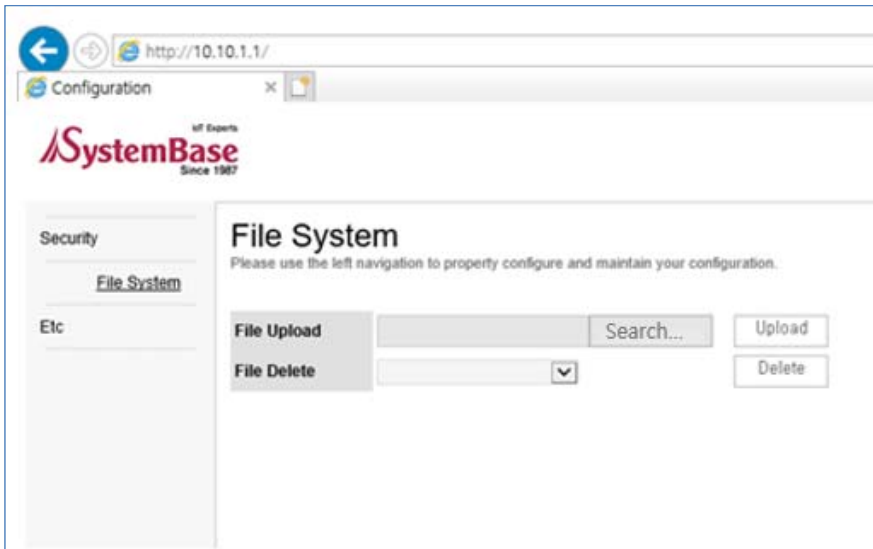 http://10.10.1.1/
Configuration
IoT Experts
SystemBase
Since 1987
Security
File System
Etc
File System
Please use the left navigation to property configure and maintain your configuration.
File Upload Search... Upload
File Delete Delete